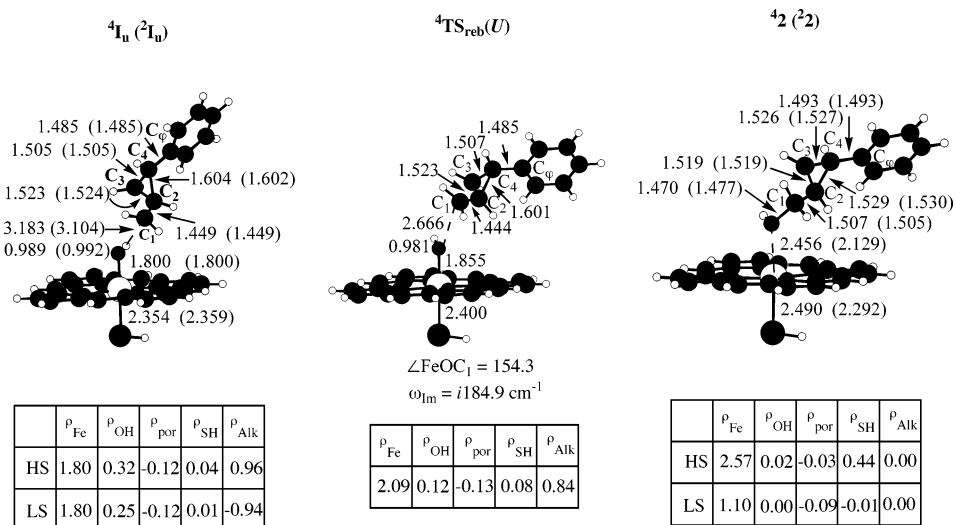 ⁴Iᵤ (²Iᵤ)
1.485 (1.485) Cφ
1.505 (1.505) C₄
C₃
1.604 (1.602)
1.523 (1.524) C₂
3.183 (3.104) C₁ 1.449 (1.449)
0.989 (0.992)
1.800 (1.800)
2.354 (2.359)
ρFe ρOH ρpor ρSH ρAlk
HS 1.80 0.32 -0.12 0.04 0.96
LS 1.80 0.25 -0.12 0.01 -0.94
⁴TSreb(U)
1.485
1.507
1.523 C₃ C₄ Cφ
C₁ C₂ 1.601
2.666 1.444
0.981
1.855
2.400
∠FeOC₁ = 154.3
ωIm = i184.9 cm⁻¹
ρFe ρOH ρpor ρSH ρAlk
2.09 0.12 -0.13 0.08 0.84
⁴2 (²2)
1.493 (1.493)
1.526 (1.527)
C₃ C₄
1.519 (1.519) Cφ
1.470 (1.477) C₁ C₂ 1.529 (1.530)
1.507 (1.505)
2.456 (2.129)
2.490 (2.292)
ρFe ρOH ρpor ρSH ρAlk
HS 2.57 0.02 -0.03 0.44 0.00
LS 1.10 0.00 -0.09 -0.01 0.00